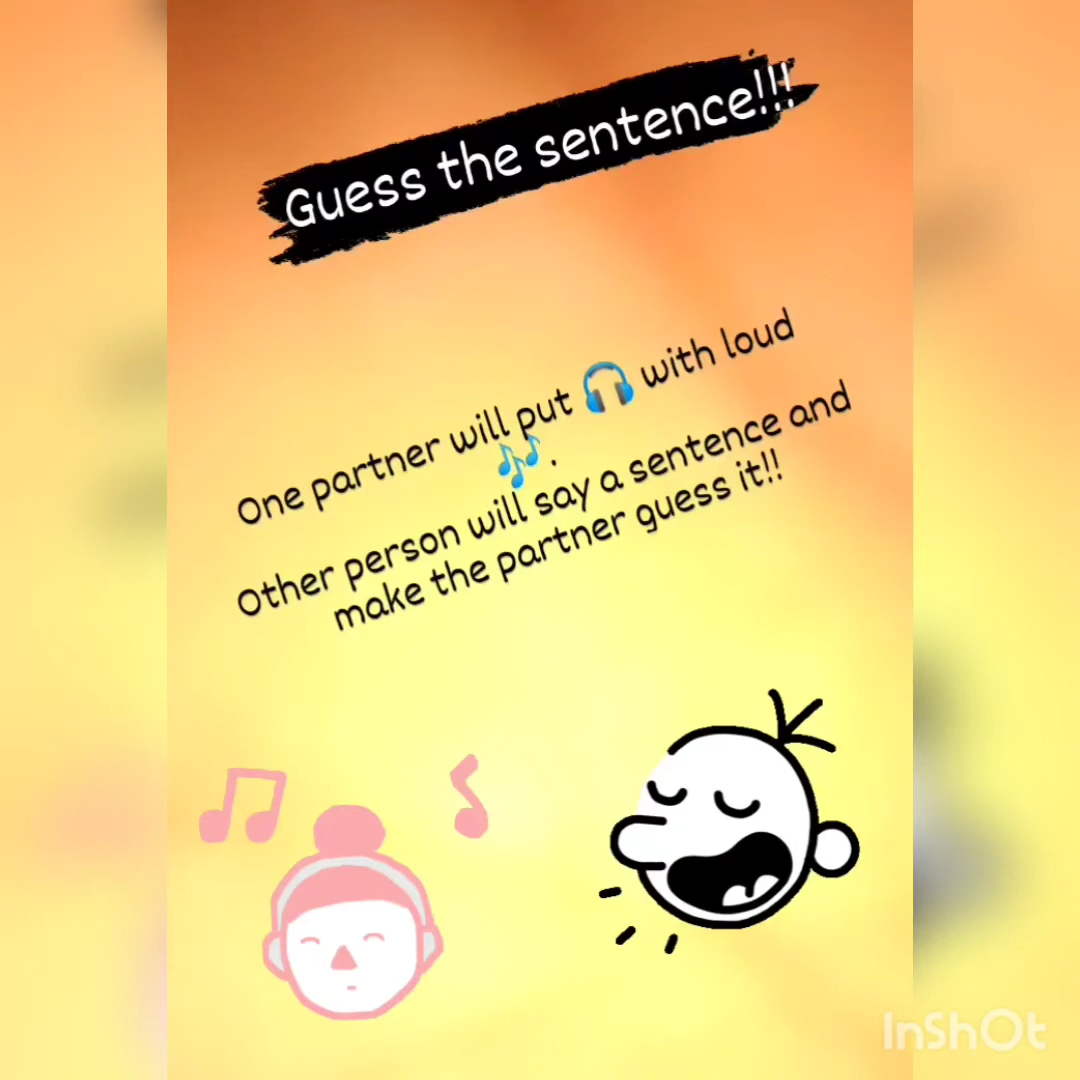 Guess the sentence!!!
One partner will put 🎧 with loud
🎶.
Other person will say a sentence and
make the partner guess it!!
InShOt